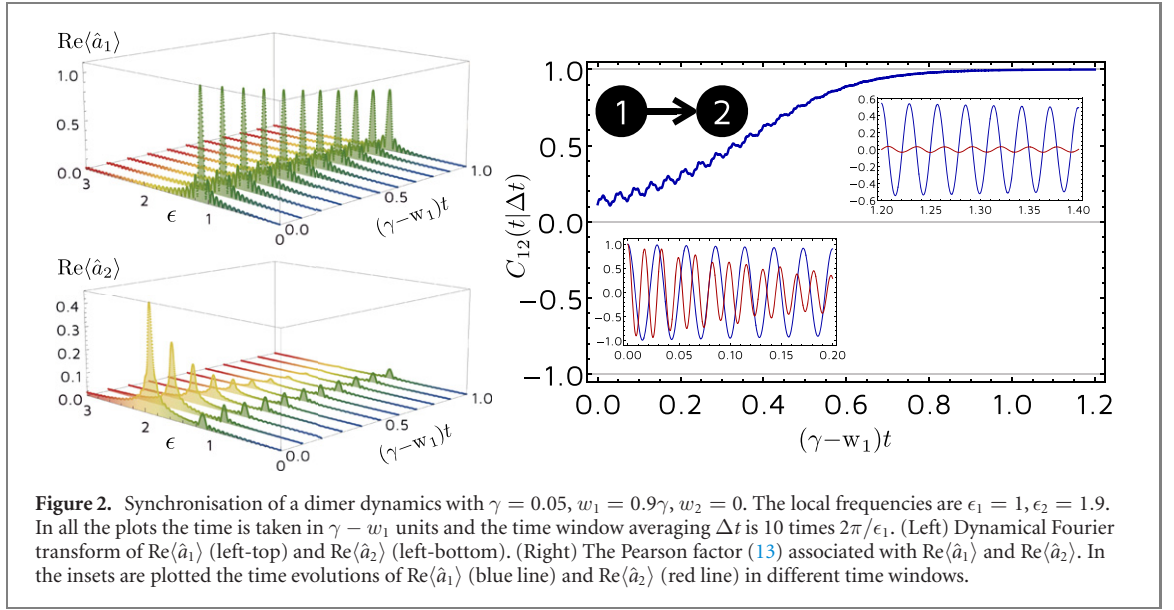 Re⟨â₁⟩
1.0
0.5
0.0
3
2
ϵ
1
0
0.0
0.5
1.0
(γ−w₁)t
Re⟨â₂⟩
0.4
0.3
0.2
0.1
0.0
3
2
ϵ
1
0
0.0
0.5
1.0
(γ−w₁)t
C₁₂(t|Δt)
1.0
0.5
0.0
−0.5
−1.0
0.0 0.2 0.4 0.6 0.8 1.0 1.2
(γ−w₁)t
1 2
0.6
0.4
0.2
0.0
−0.2
−0.4
−0.6
1.20 1.25 1.30 1.35 1.40
1.0
0.5
0.0
−0.5
−1.0
0.00 0.05 0.10 0.15 0.20
Figure 2. Synchronisation of a dimer dynamics with γ = 0.05, w₁ = 0.9γ, w₂ = 0. The local frequencies are ϵ₁ = 1, ϵ₂ = 1.9.
In all the plots the time is taken in γ − w₁ units and the time window averaging Δt is 10 times 2π/ϵ₁. (Left) Dynamical Fourier
transform of Re⟨â₁⟩ (left-top) and Re⟨â₂⟩ (left-bottom). (Right) The Pearson factor (13) associated with Re⟨â₁⟩ and Re⟨â₂⟩. In
the insets are plotted the time evolutions of Re⟨â₁⟩ (blue line) and Re⟨â₂⟩ (red line) in different time windows.